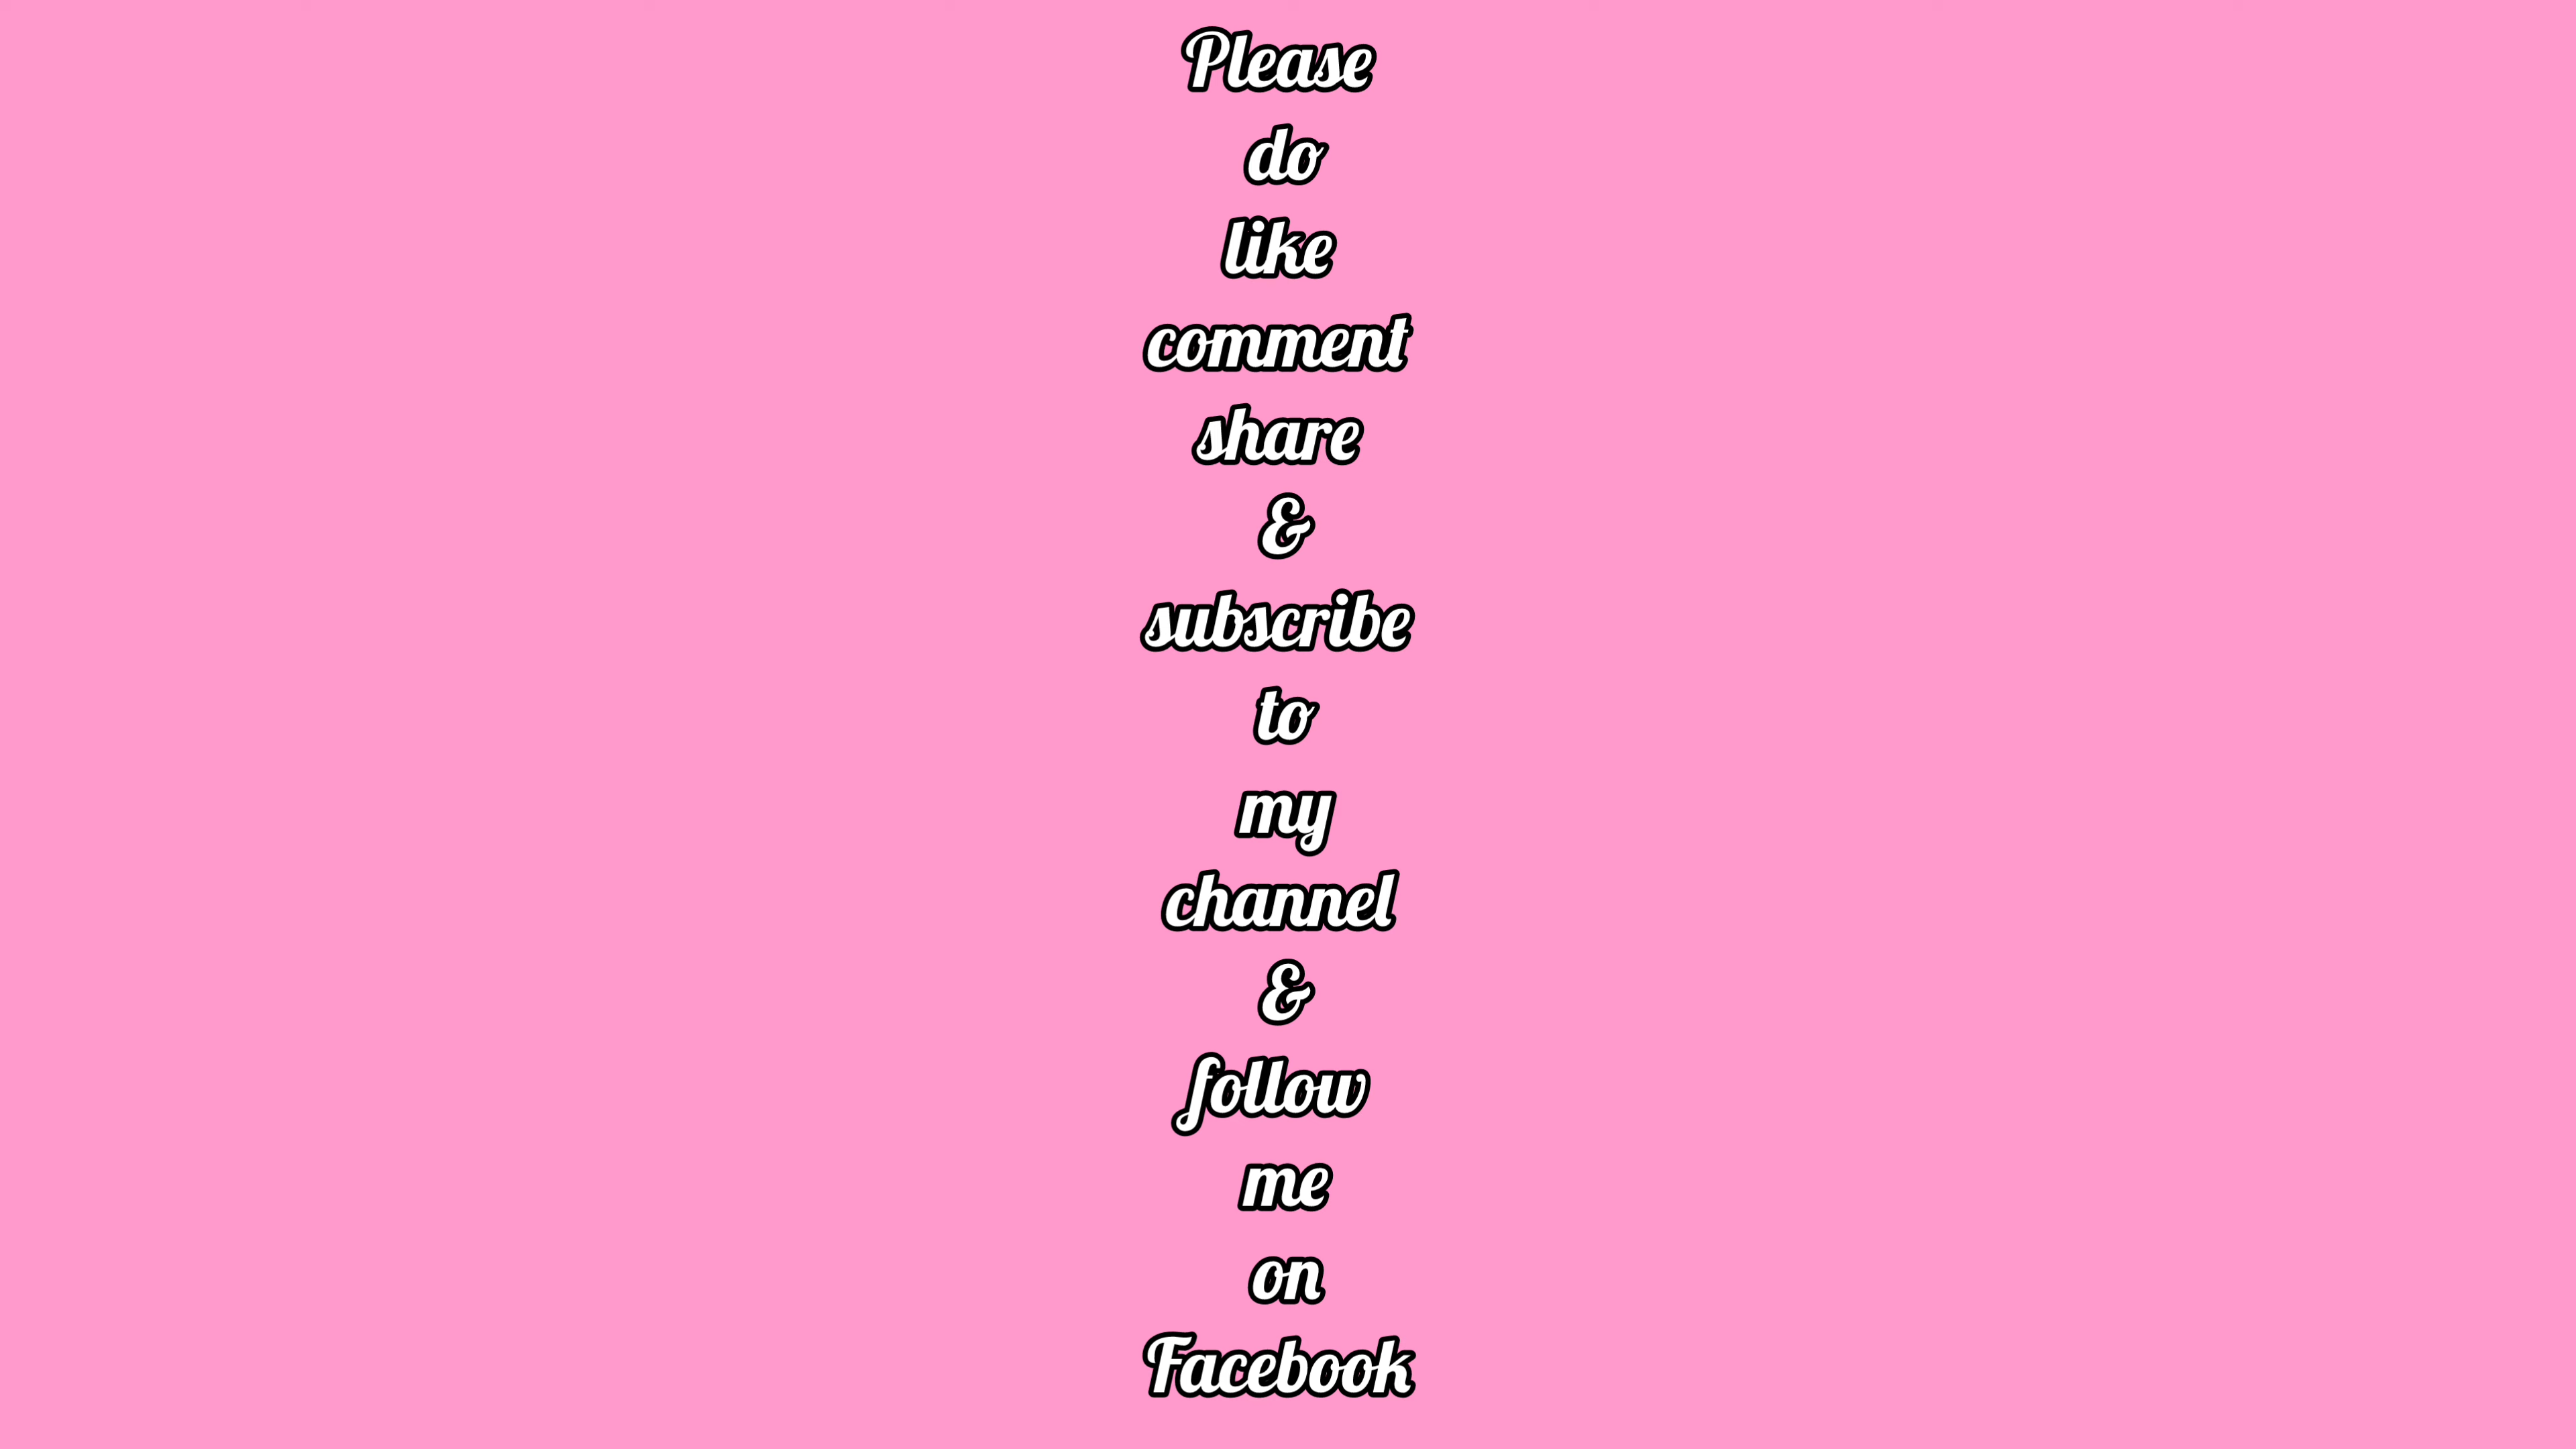 Please
do
like
comment
share
&
subscribe
to
my
channel
&
follow
me
on
Facebook